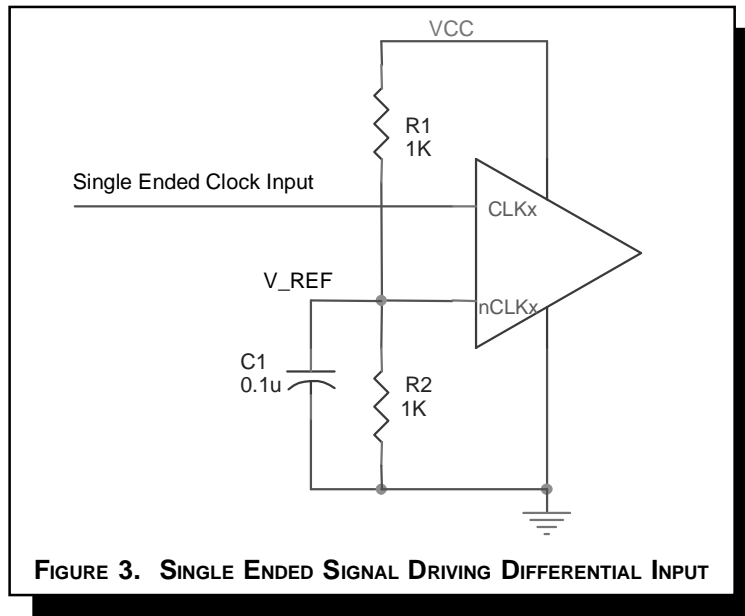 VCC
R1
1K
Single Ended Clock Input
CLKx
V_REF
nCLKx
C1
0.1u
R2
1K
FIGURE 3. SINGLE ENDED SIGNAL DRIVING DIFFERENTIAL INPUT